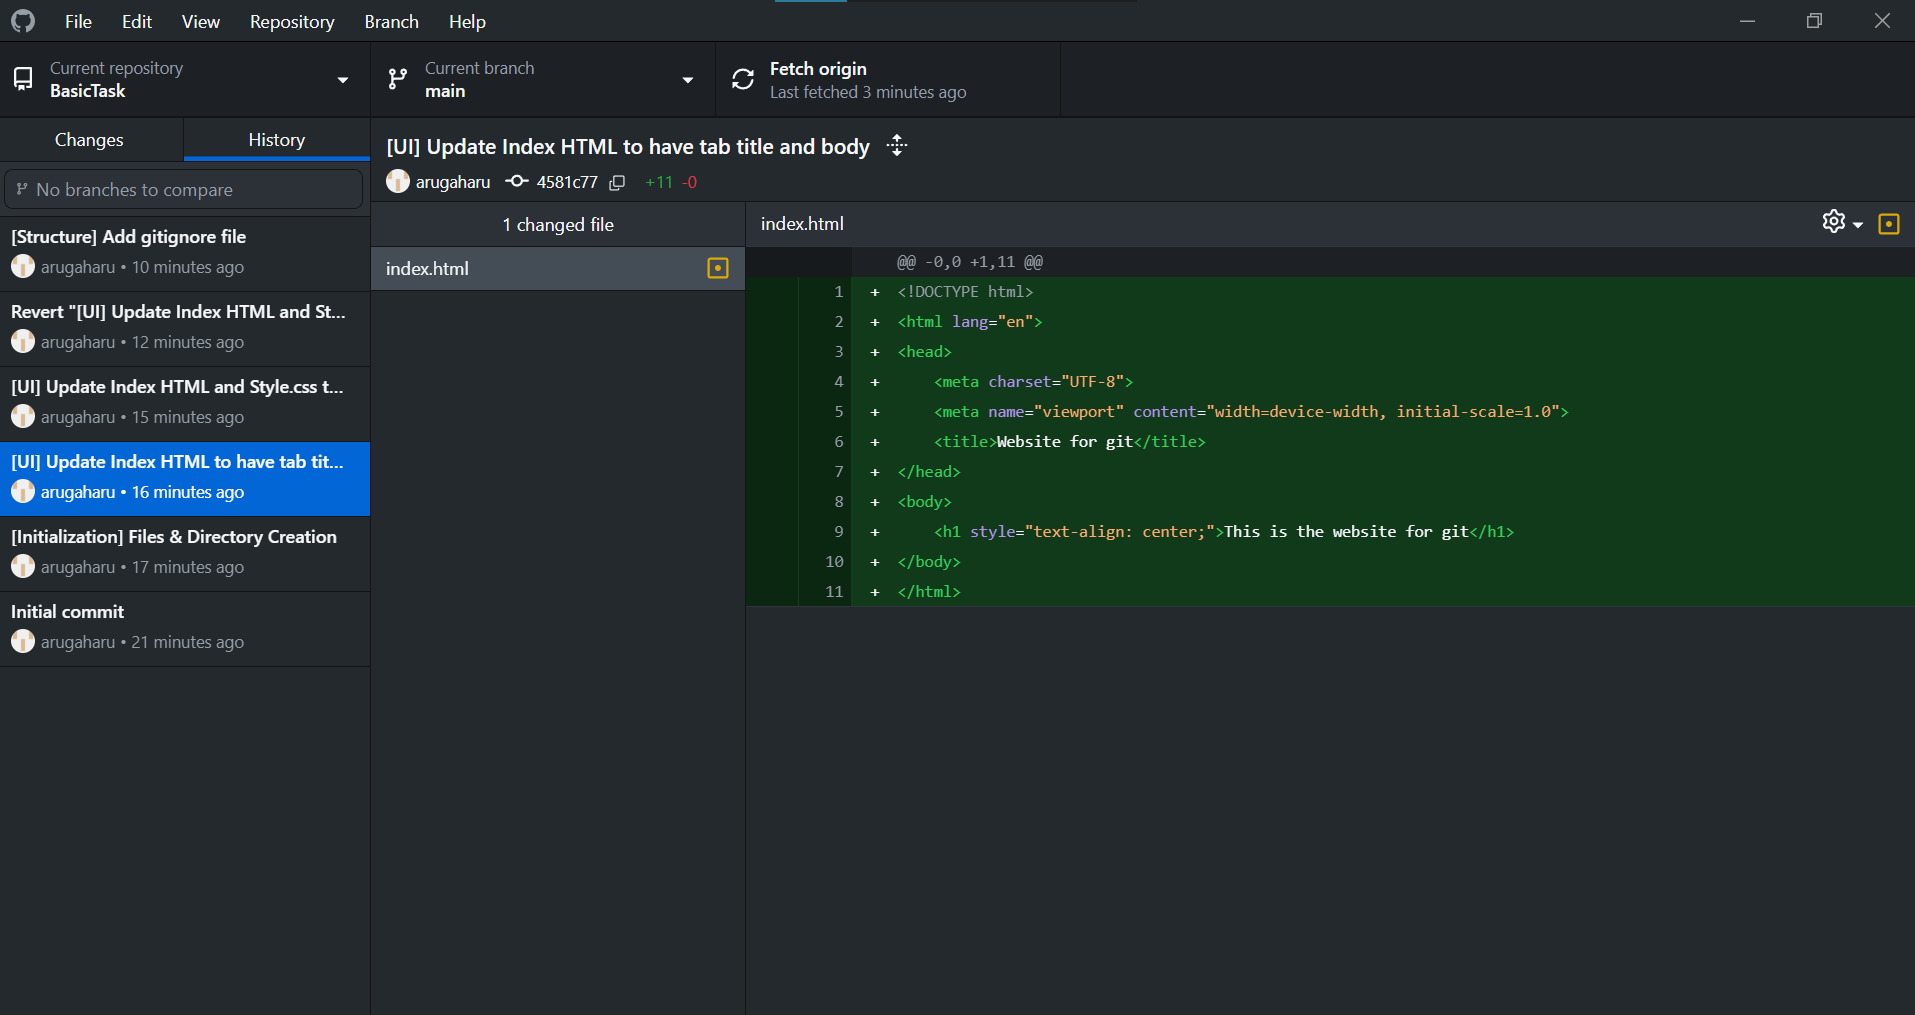 File Edit View Repository Branch Help
Current repository
BasicTask
Current branch
main
Fetch origin
Last fetched 3 minutes ago
Changes
History
No branches to compare
[Structure] Add gitignore file
arugaharu • 10 minutes ago
Revert "[UI] Update Index HTML and St...
arugaharu • 12 minutes ago
[UI] Update Index HTML and Style.css t...
arugaharu • 15 minutes ago
[UI] Update Index HTML to have tab tit...
arugaharu • 16 minutes ago
[Initialization] Files & Directory Creation
arugaharu • 17 minutes ago
Initial commit
arugaharu • 21 minutes ago
[UI] Update Index HTML to have tab title and body
arugaharu 4581c77 +11 -0
1 changed file
index.html
index.html
@@ -0,0 +1,11 @@
1 + <!DOCTYPE html>
2 + <html lang="en">
3 + <head>
4 +     <meta charset="UTF-8">
5 +     <meta name="viewport" content="width=device-width, initial-scale=1.0">
6 +     <title>Website for git</title>
7 + </head>
8 + <body>
9 +     <h1 style="text-align: center;">This is the website for git</h1>
10 + </body>
11 + </html>